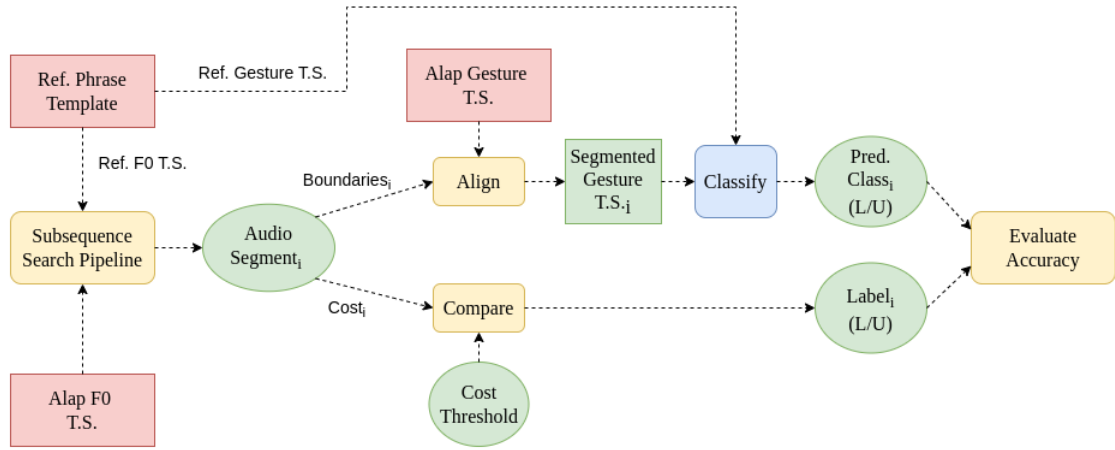 Ref. Phrase
Template
Ref. Gesture T.S.
Alap Gesture
T.S.
Ref. F0 T.S.
Boundariesi
Align
Segmented
Gesture
T.S.i
Classify
Pred.
Classi
(L/U)
Subsequence
Search Pipeline
Audio
Segmenti
Evaluate
Accuracy
Costi
Compare
Labeli
(L/U)
Alap F0
T.S.
Cost
Threshold